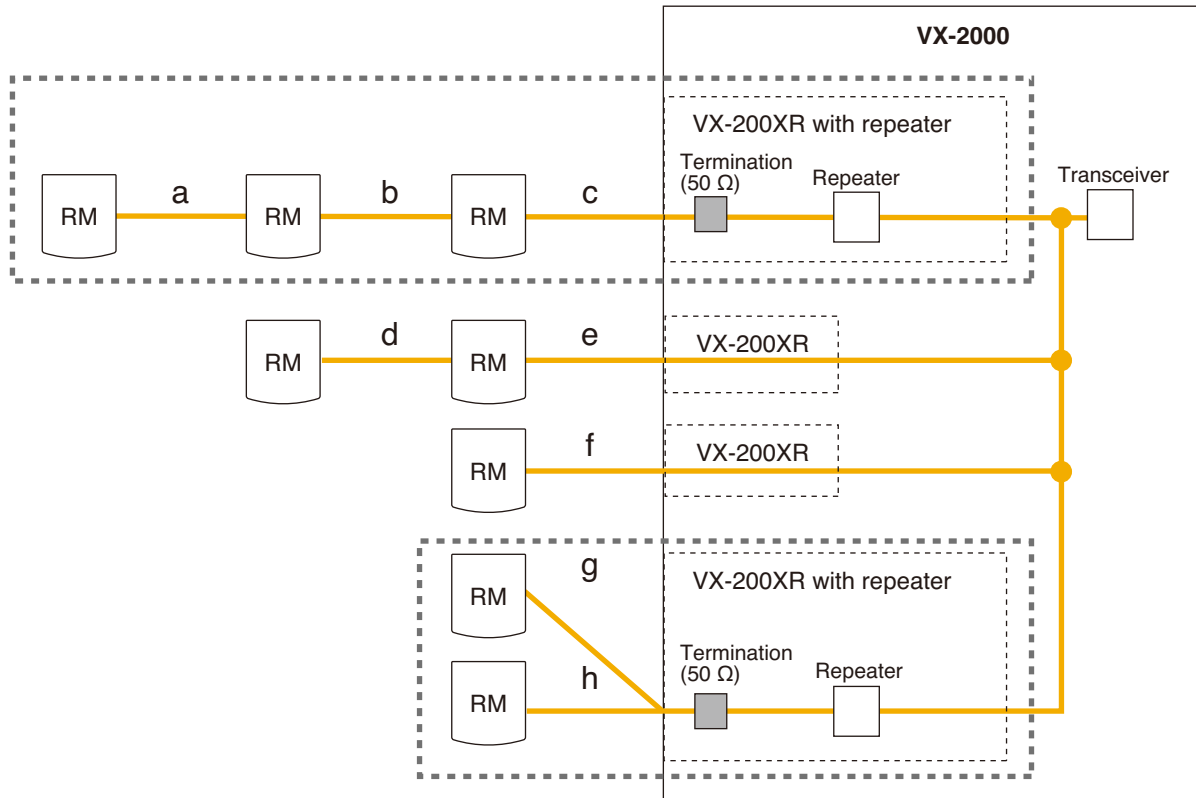 VX-2000
VX-200XR with repeater
Termination
(50 Ω)
Repeater
Transceiver
RM
a
RM
b
RM
c
RM
d
RM
e
VX-200XR
RM
f
VX-200XR
RM
g
VX-200XR with repeater
Termination
(50 Ω)
Repeater
RM
h